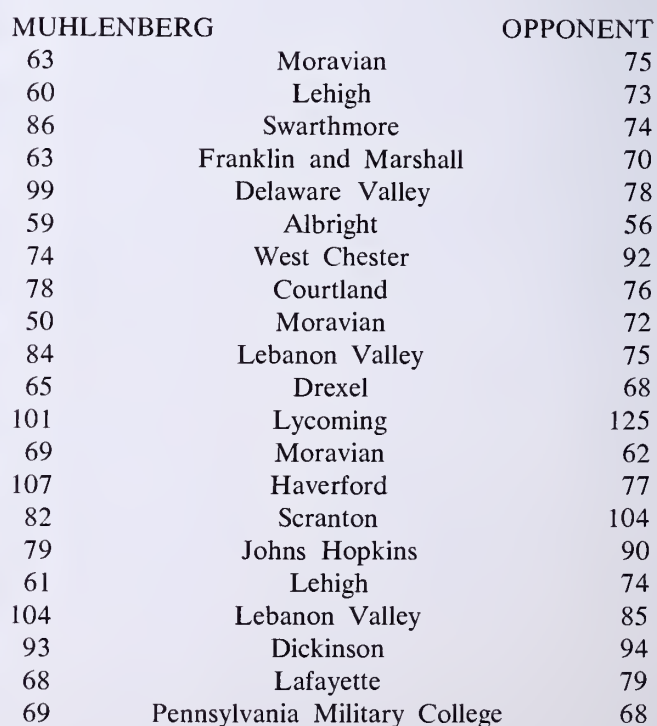 MUHLENBERG OPPONENT
63 Moravian 75
60 Lehigh 73
86 Swarthmore 74
63 Franklin and Marshall 70
99 Delaware Valley 78
59 Albright 56
74 West Chester 92
78 Courtland 76
50 Moravian 72
84 Lebanon Valley 75
65 Drexel 68
101 Lycoming 125
69 Moravian 62
107 Haverford 77
82 Scranton 104
79 Johns Hopkins 90
61 Lehigh 74
104 Lebanon Valley 85
93 Dickinson 94
68 Lafayette 79
69 Pennsylvania Military College 68